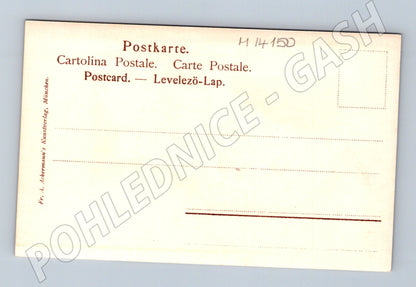 Postkarte.
H 14150
Cartolina Postale. Carte Postale.
Postcard. — Levelezö-Lap.
Fr. A. Ackermann's Kunstverlag, München.
POHLEDNICE - GASH